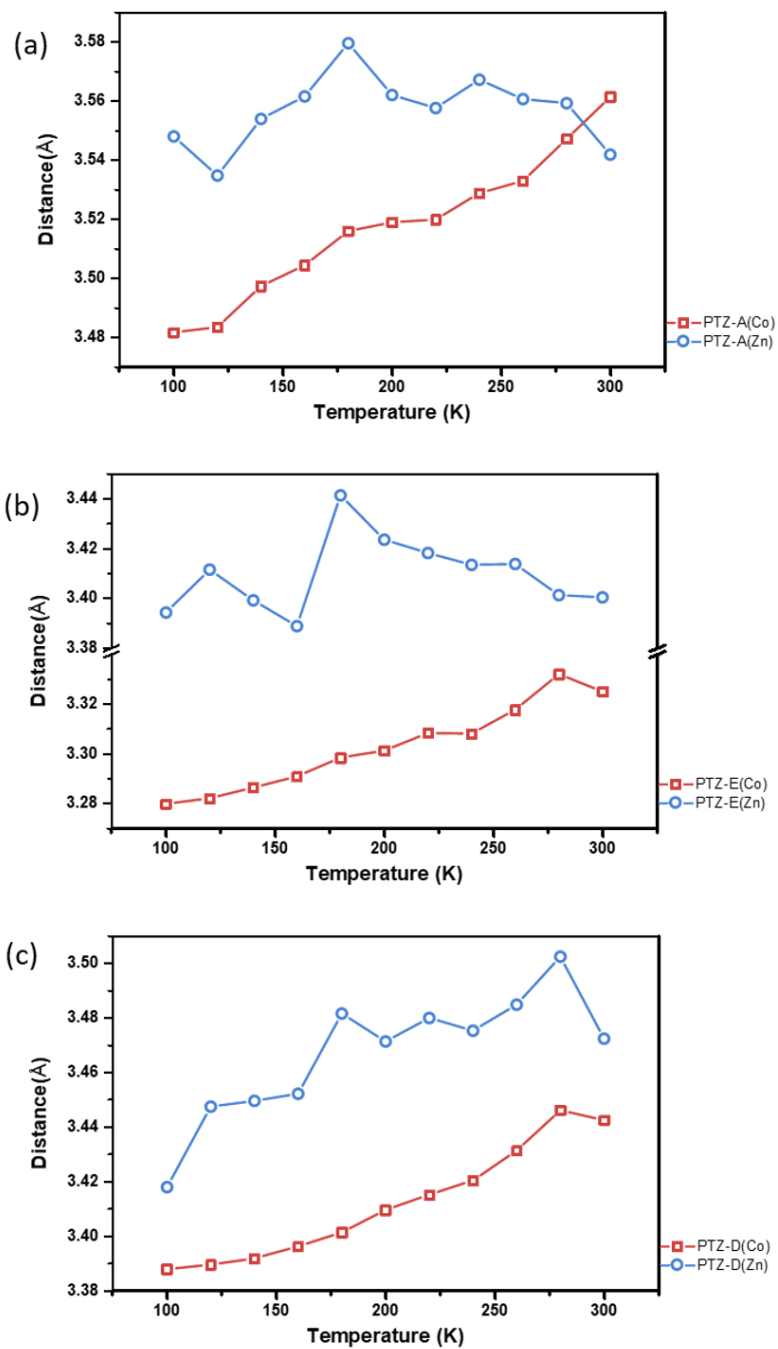 (a)
3.58
3.56
3.54
3.52
3.50
3.48
Distance(Å)
100
150
200
250
300
Temperature (K)
PTZ-A(Co)
PTZ-A(Zn)
(b)
3.44
3.42
3.40
3.38
3.32
3.30
3.28
Distance(Å)
100
150
200
250
300
Temperature (K)
PTZ-E(Co)
PTZ-E(Zn)
(c)
3.50
3.48
3.46
3.44
3.42
3.40
3.38
Distance(Å)
100
150
200
250
300
Temperature (K)
PTZ-D(Co)
PTZ-D(Zn)